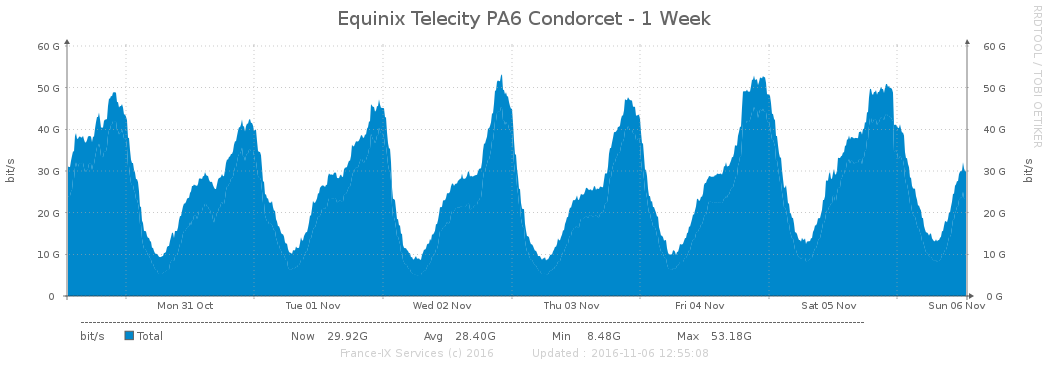 Equinix Telecity PA6 Condorcet - 1 Week
RRDTOOL / TOBI OETIKER
60 G 60 G
50 G 50 G
40 G 40 G
30 G 30 G
20 G 20 G
10 G 10 G
0 0 G
bit/s
bit/s
Mon 31 Oct Tue 01 Nov Wed 02 Nov Thu 03 Nov Fri 04 Nov Sat 05 Nov Sun 06 Nov
bit/s Total Now 29.92G Avg 28.40G Min 8.48G Max 53.18G
France-IX Services (c) 2016 Updated : 2016-11-06 12:55:08